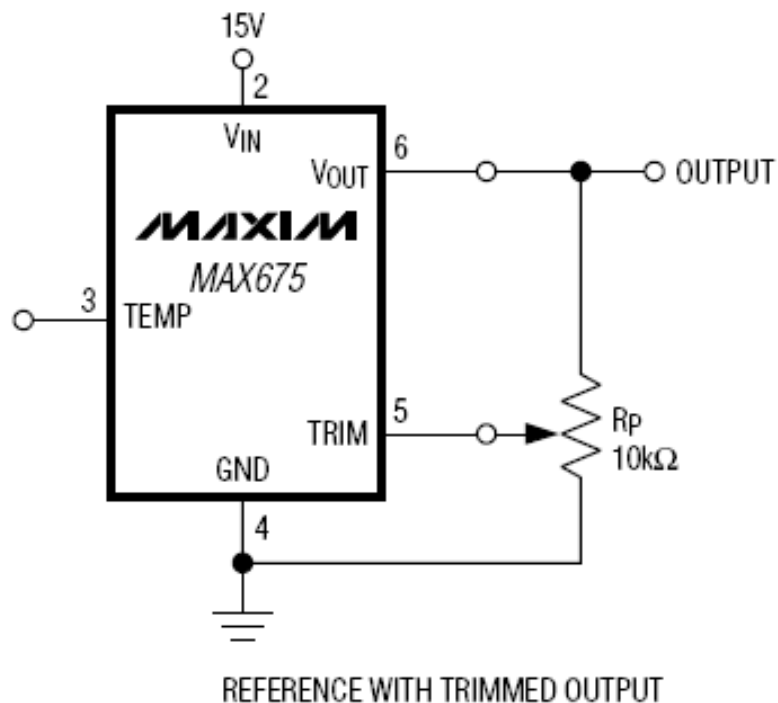 15V
2
VIN
6
VOUT
OUTPUT
MAXIM
MAX675
3
TEMP
5
TRIM
RP
10kΩ
GND
4
REFERENCE WITH TRIMMED OUTPUT